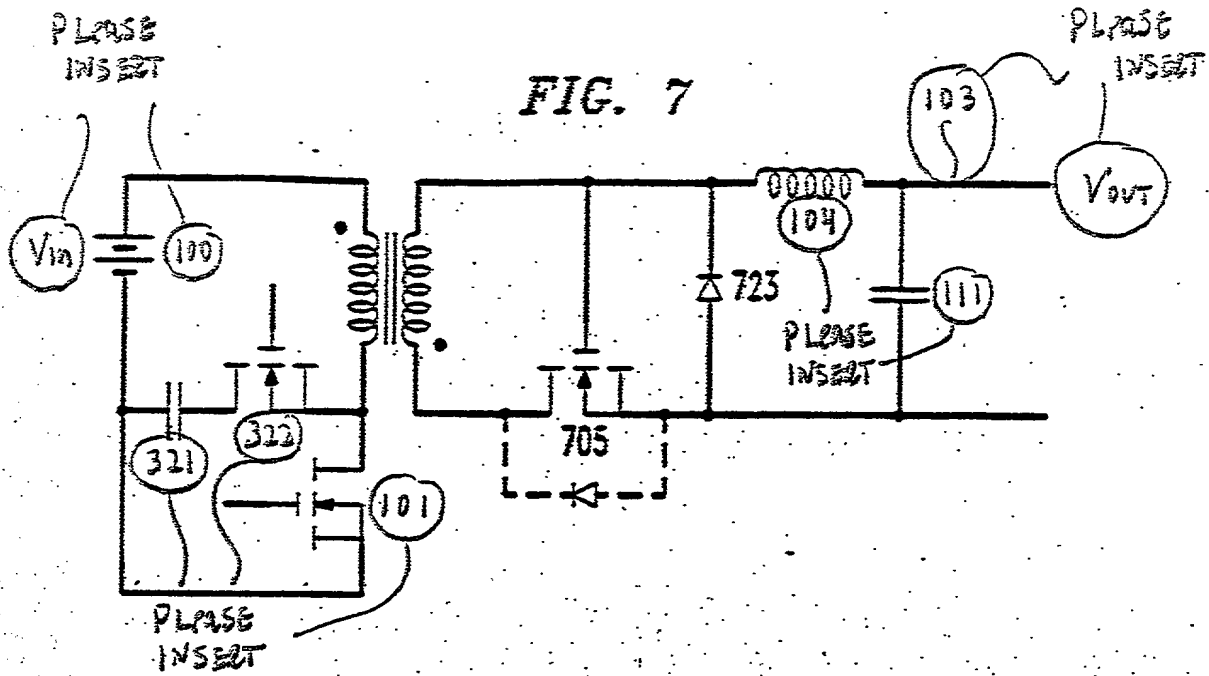 PLEASE
INSERT
PLEASE
INSERT
FIG. 7
103
VOUT
Vin
100
104
723
111
PLEASE
INSERT
322
321
705
101
PLEASE
INSERT